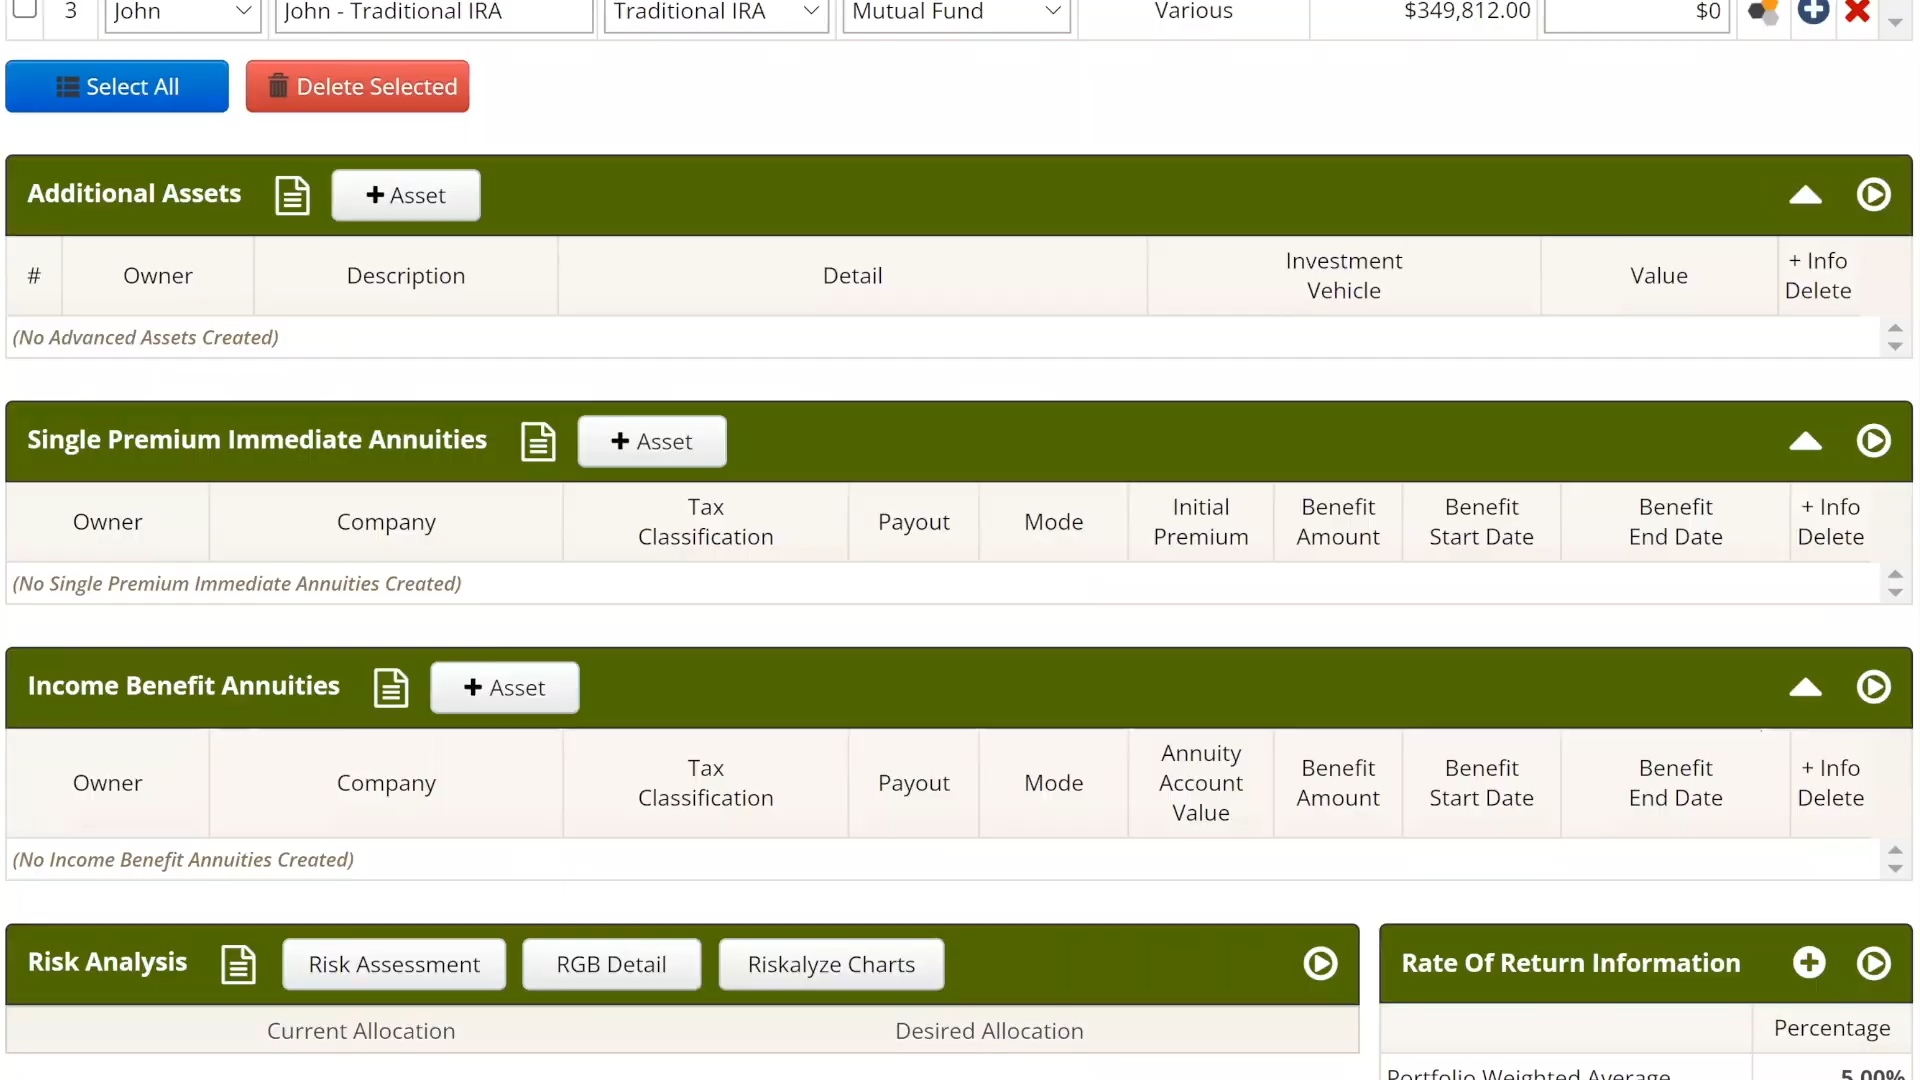 3 John John - Traditional IRA Traditional IRA Mutual Fund Various $349,812.00 $0
Select All Delete Selected
Additional Assets + Asset
# Owner Description Detail Investment Vehicle Value + Info Delete
(No Advanced Assets Created)
Single Premium Immediate Annuities + Asset
Owner Company Tax Classification Payout Mode Initial Premium Benefit Amount Benefit Start Date Benefit End Date + Info Delete
(No Single Premium Immediate Annuities Created)
Income Benefit Annuities + Asset
Owner Company Tax Classification Payout Mode Annuity Account Value Benefit Amount Benefit Start Date Benefit End Date + Info Delete
(No Income Benefit Annuities Created)
Risk Analysis Risk Assessment RGB Detail Riskalyze Charts
Current Allocation Desired Allocation
Rate Of Return Information
Percentage
Portfolio Weighted Average 5.00%